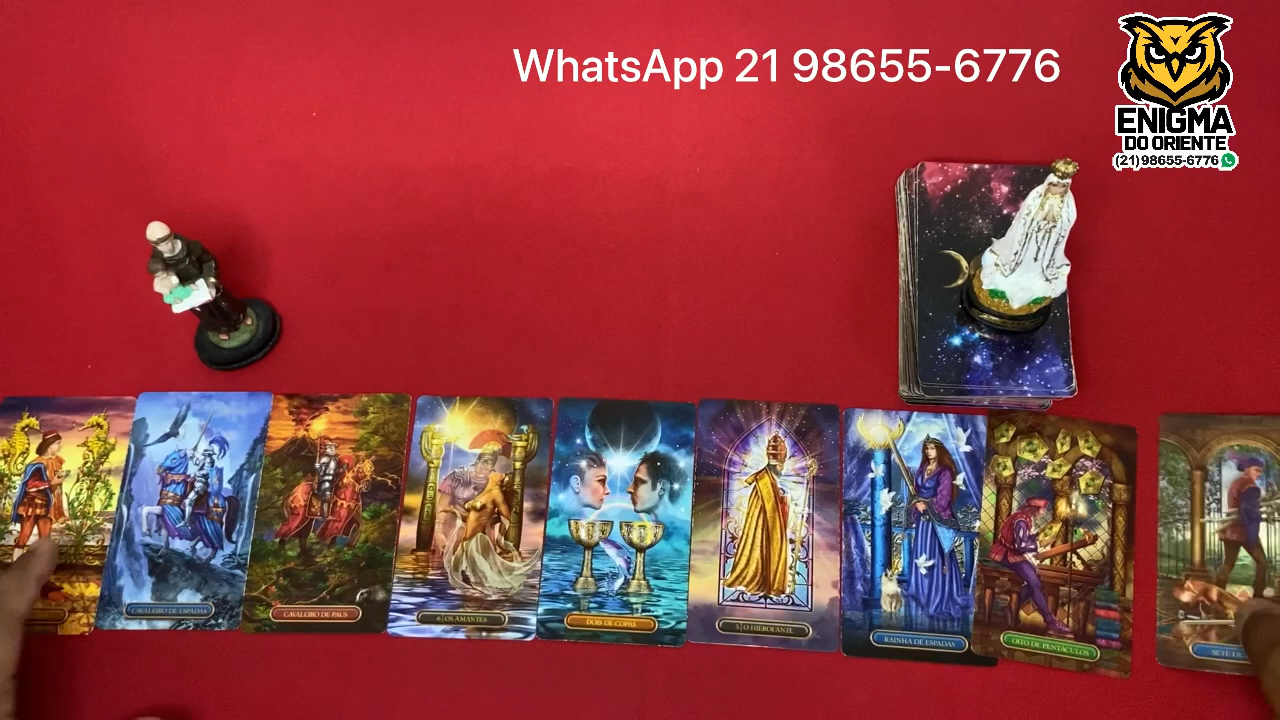 WhatsApp 21 98655-6776
ENIGMA
DO ORIENTE
(21)98655-6776
CAVALEIRO DE ESPADAS
CAVALEIRO DE PAUS
6 | OS AMANTES
DOIS DE COPAS
5 | O HIEROFANTE
RAINHA DE ESPADAS
OITO DE PENTÁCULOS
SETE